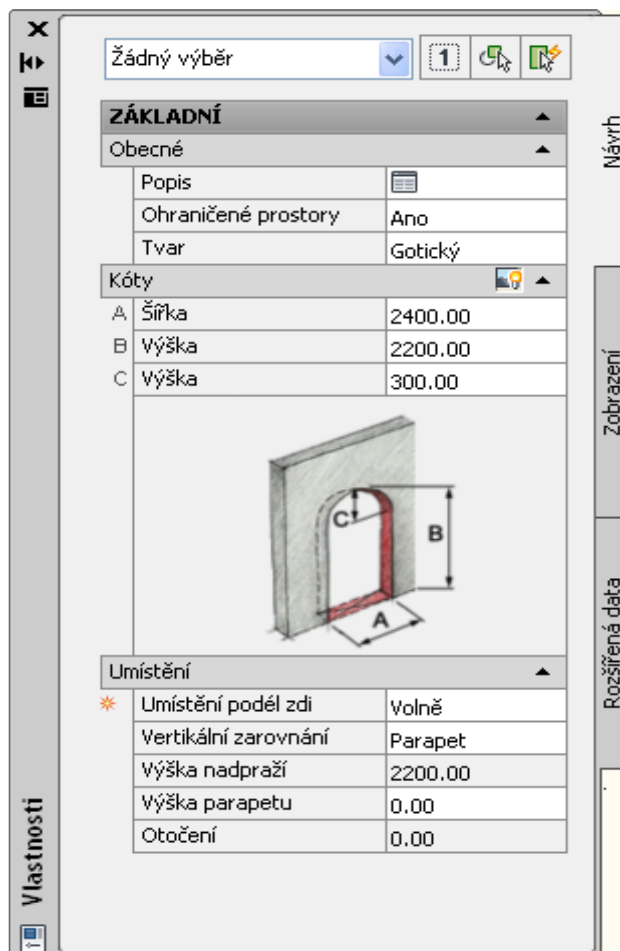 Žádný výběr
1
ZÁKLADNÍ
Obecné
Popis
Ohraničené prostory Ano
Tvar Gotický
Kóty
A Šířka 2400.00
B Výška 2200.00
C Výška 300.00
C
B
A
Umístění
Umístění podél zdi Volně
Vertikální zarovnání Parapet
Výška nadpraží 2200.00
Výška parapetu 0.00
Otočení 0.00
Vlastnosti
Návrh
Zobrazení
Rozšířená data